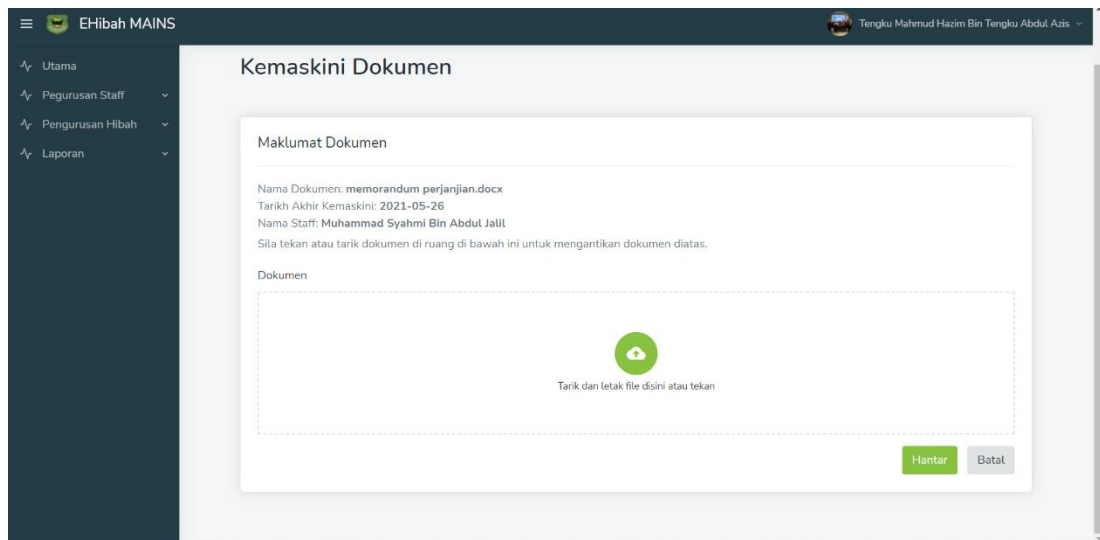 EHibah MAINS
Tengku Mahmud Hazim Bin Tengku Abdul Azis
Utama
Pegurusan Staff
Pengurusan Hibah
Laporan
Kemaskini Dokumen
Maklumat Dokumen
Nama Dokumen: memorandum perjanjian.docx
Tarikh Akhir Kemaskini: 2021-05-26
Nama Staff: Muhammad Syahmi Bin Abdul Jalil
Sila tekan atau tarik dokumen di ruang di bawah ini untuk mengantikan dokumen diatas.
Dokumen
Tarik dan letak file disini atau tekan
Hantar
Batal